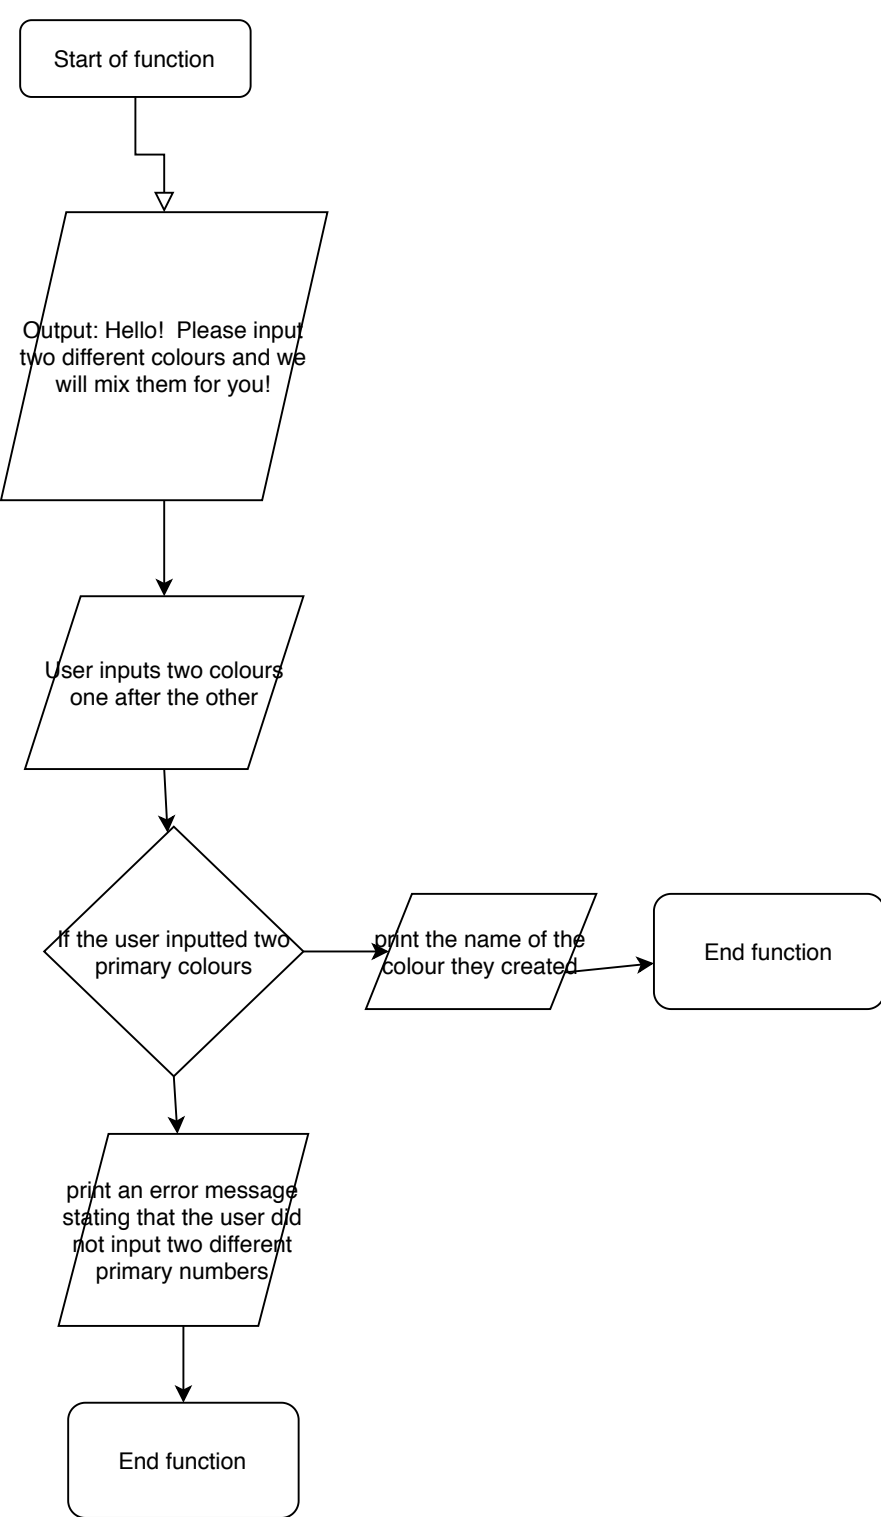 Start of function
Output: Hello!  Please input
two different colours and we
will mix them for you!
User inputs two colours
one after the other
If the user inputted two
primary colours
print the name of the
colour they created
End function
print an error message
stating that the user did
not input two different
primary numbers
End function